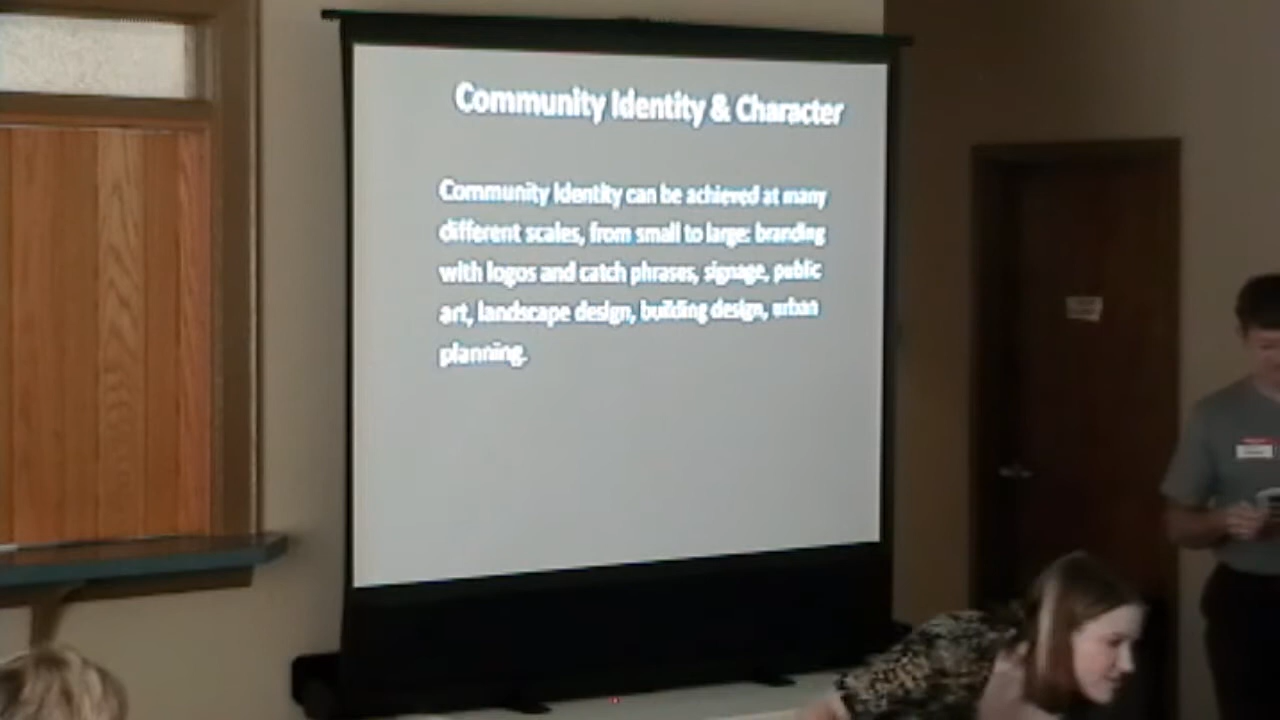 Community Identity & Character
Community Identity can be achieved at many
different scales, from small to large: branding
with logos and catch phrases, signage, public
art, landscape design, building design, urban
planning.